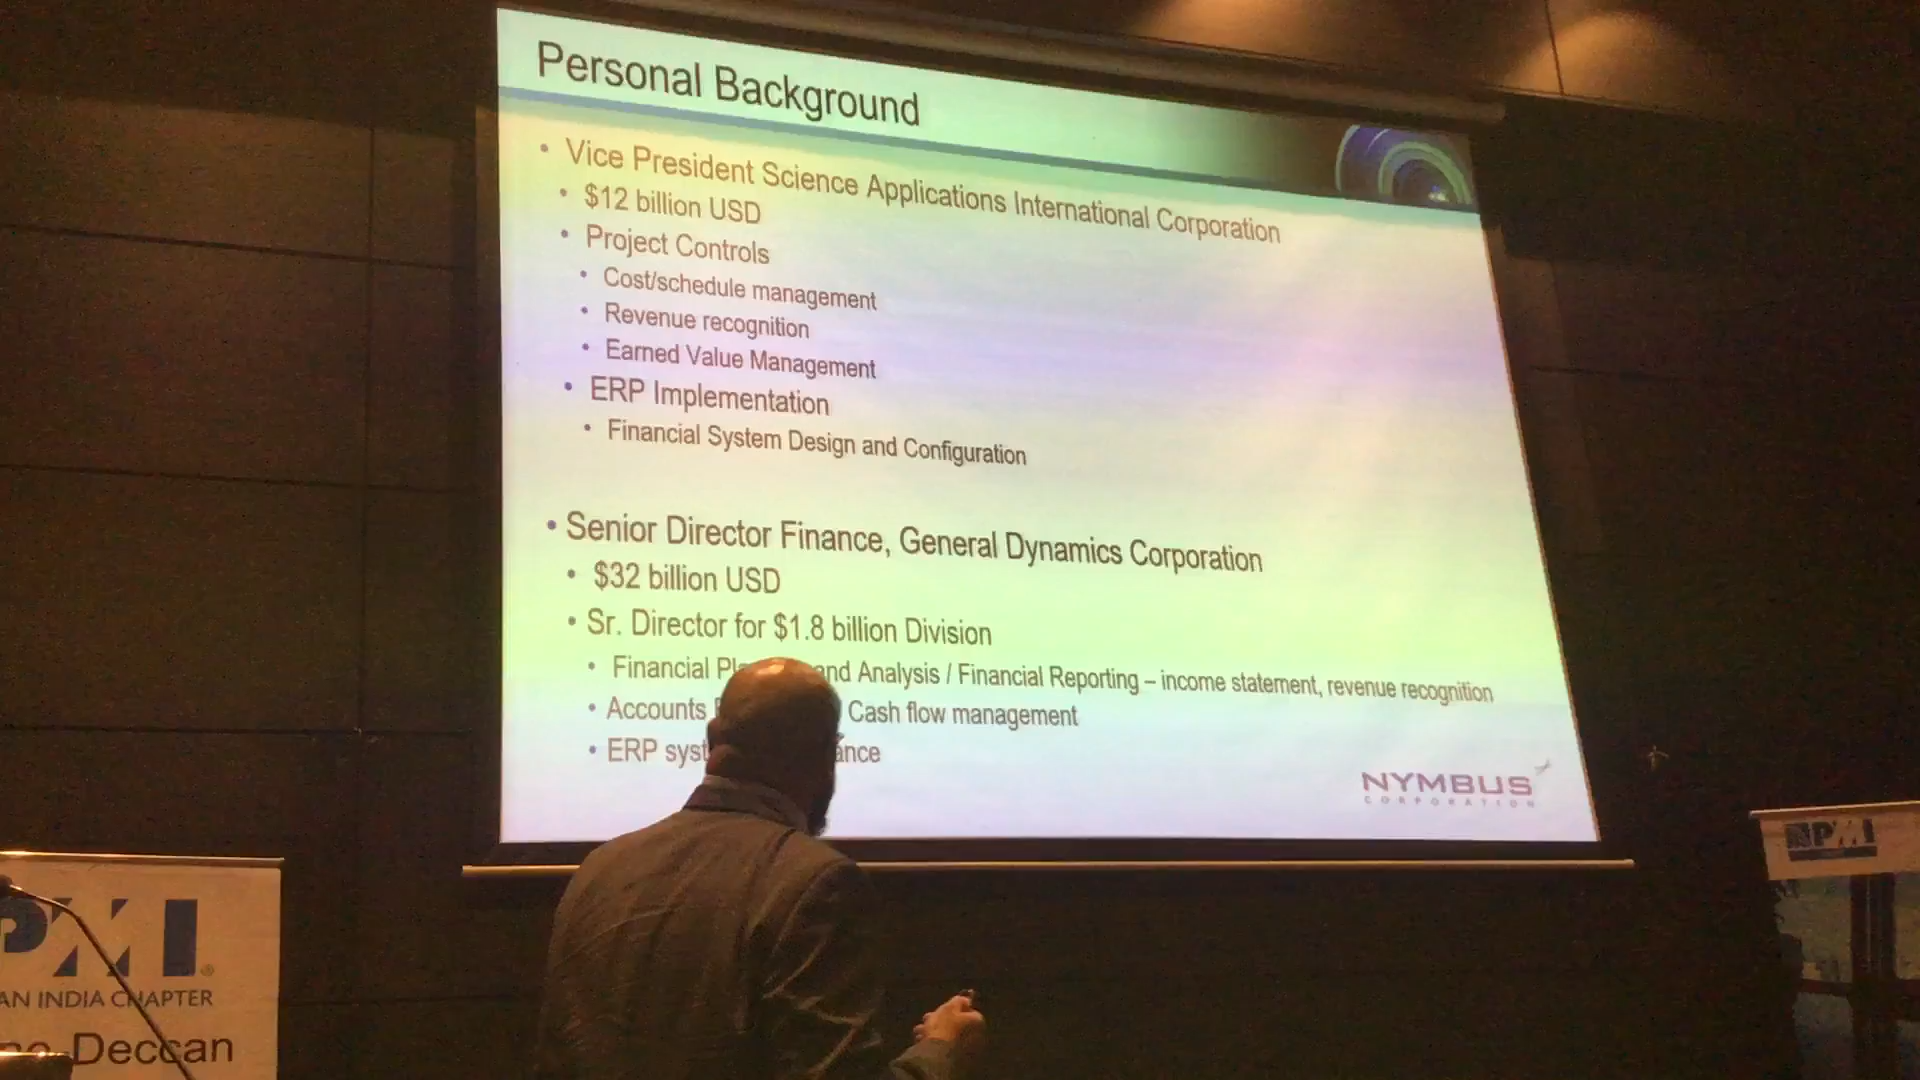 Personal Background
• Vice President Science Applications International Corporation
• $12 billion USD
• Project Controls
• Cost/schedule management
• Revenue recognition
• Earned Value Management
• ERP Implementation
• Financial System Design and Configuration
• Senior Director Finance, General Dynamics Corporation
• $32 billion USD
• Sr. Director for $1.8 billion Division
• Financial and Analysis / Financial Reporting – income statement, revenue recognition
• Accounts Cash flow management
• ERP
NYMBUS
CORPORATION
PMI
PMI®
AN INDIA CHAPTER
Deccan